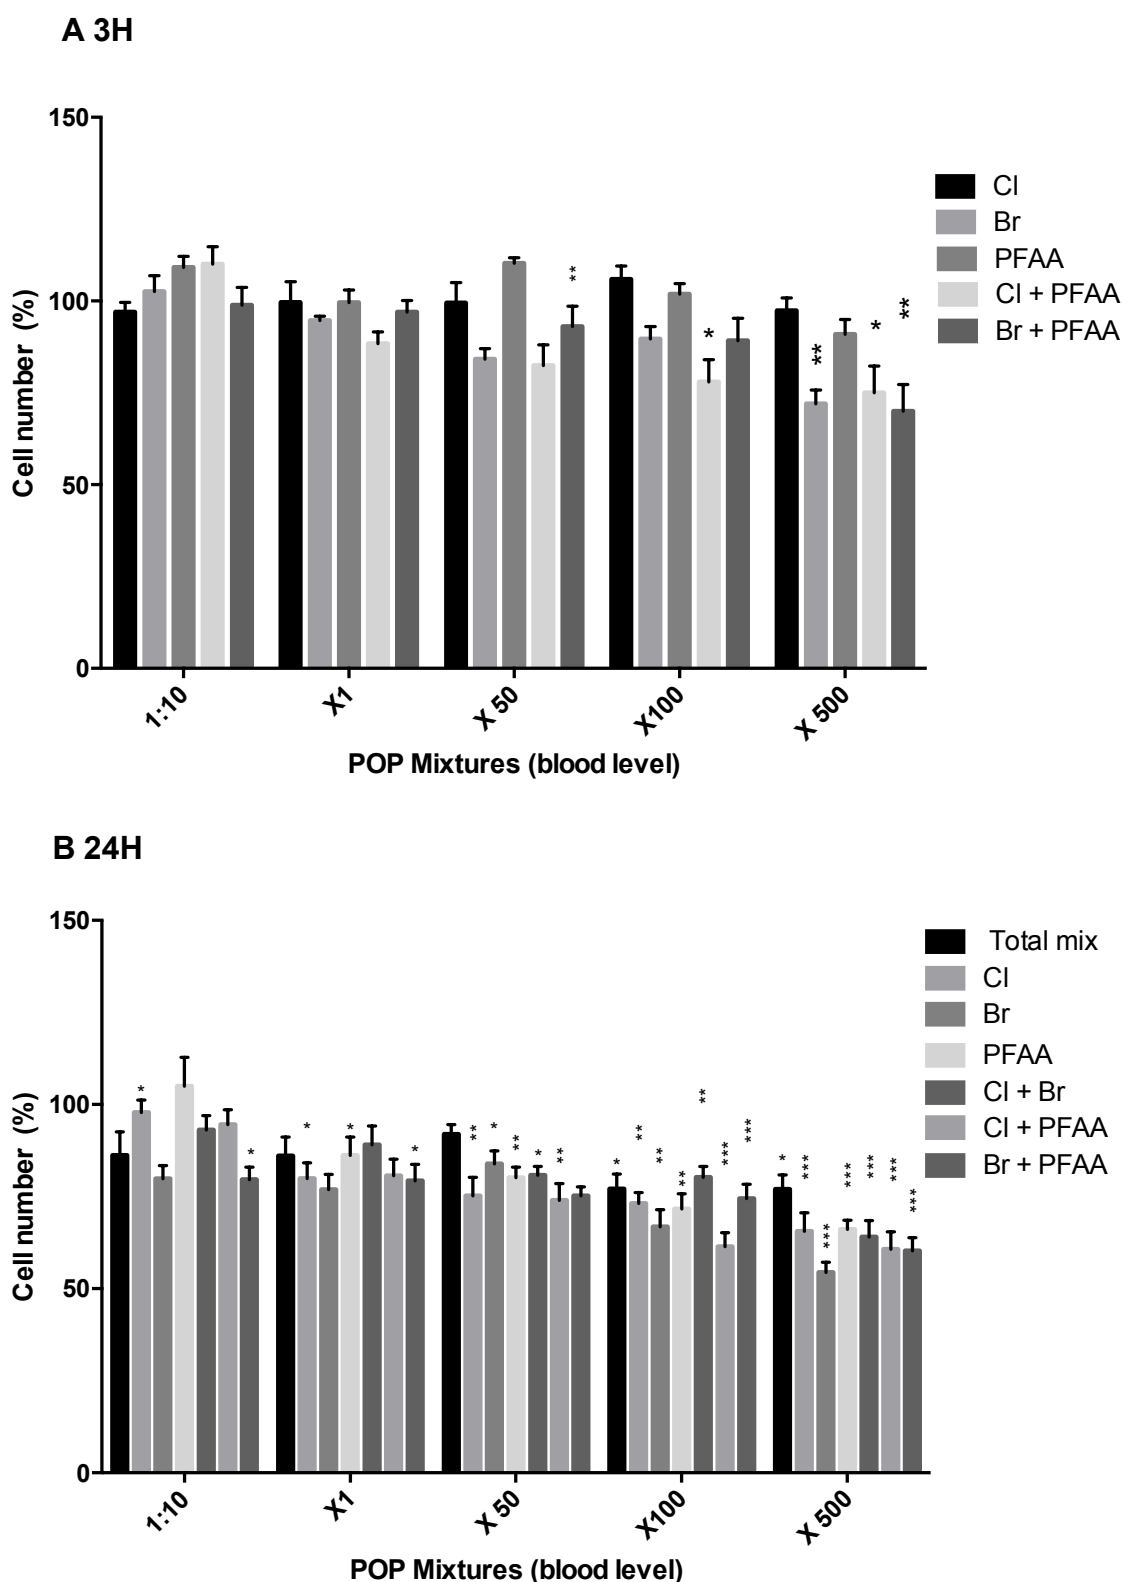 A 3H
150
100
50
0
Cell number (%)
**
*
**
*
**
1:10
X1
X 50
X100
X 500
POP Mixtures (blood level)
Cl
Br
PFAA
Cl + PFAA
Br + PFAA
B 24H
150
100
50
0
Cell number (%)
*
*
*
*
*
**
*
**
*
**
*
**
**
**
**
***
***
*
***
***
***
***
***
***
1:10
X1
X 50
X100
X 500
POP Mixtures (blood level)
Total mix
Cl
Br
PFAA
Cl + Br
Cl + PFAA
Br + PFAA